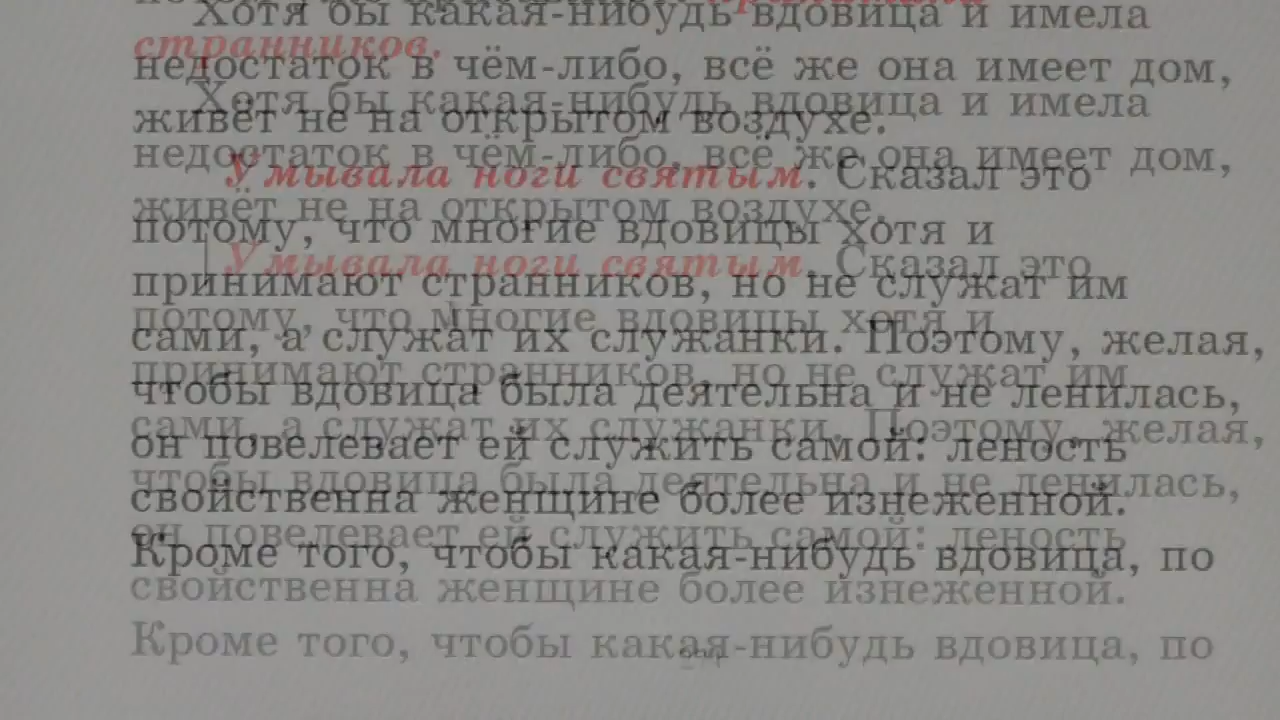 странников.
Хотя бы какая-нибудь вдовица и имела
недостаток в чём-либо, всё же она имеет дом,
живёт не на открытом воздухе.
Умывала ноги святым. Сказал это
потому, что многие вдовицы хотя и
принимают странников, но не служат им
сами, а служат их служанки. Поэтому, желая,
чтобы вдовица была деятельна и не ленилась,
он повелевает ей служить самой: леность
свойственна женщине более изнеженной.
Кроме того, чтобы какая-нибудь вдовица, по